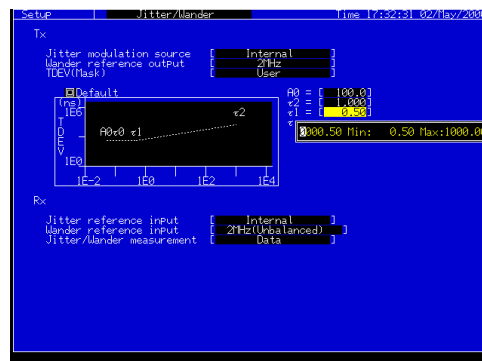 Setup | Jitter/Wander Time 17:32:31 02/May/200
Tx
Jitter modulation source [ Internal ]
Wander reference output [ 2MHz ]
TDEV(Mask) [ User ]
Default
(ns)
1E6
TDEV
1E0
A0τ0 τ1 τ2
1E-2 1E0 1E2 1E4
A0 = [ 100.0]
τ2 = [ 1.000]
τ1 = [ 0.50]
τ
0000.50 Min: 0.50 Max:1000.0
Rx
Jitter reference input [ Internal ]
Wander reference input [ 2MHz(Unbalanced) ]
Jitter/Wander measurement [ Data ]